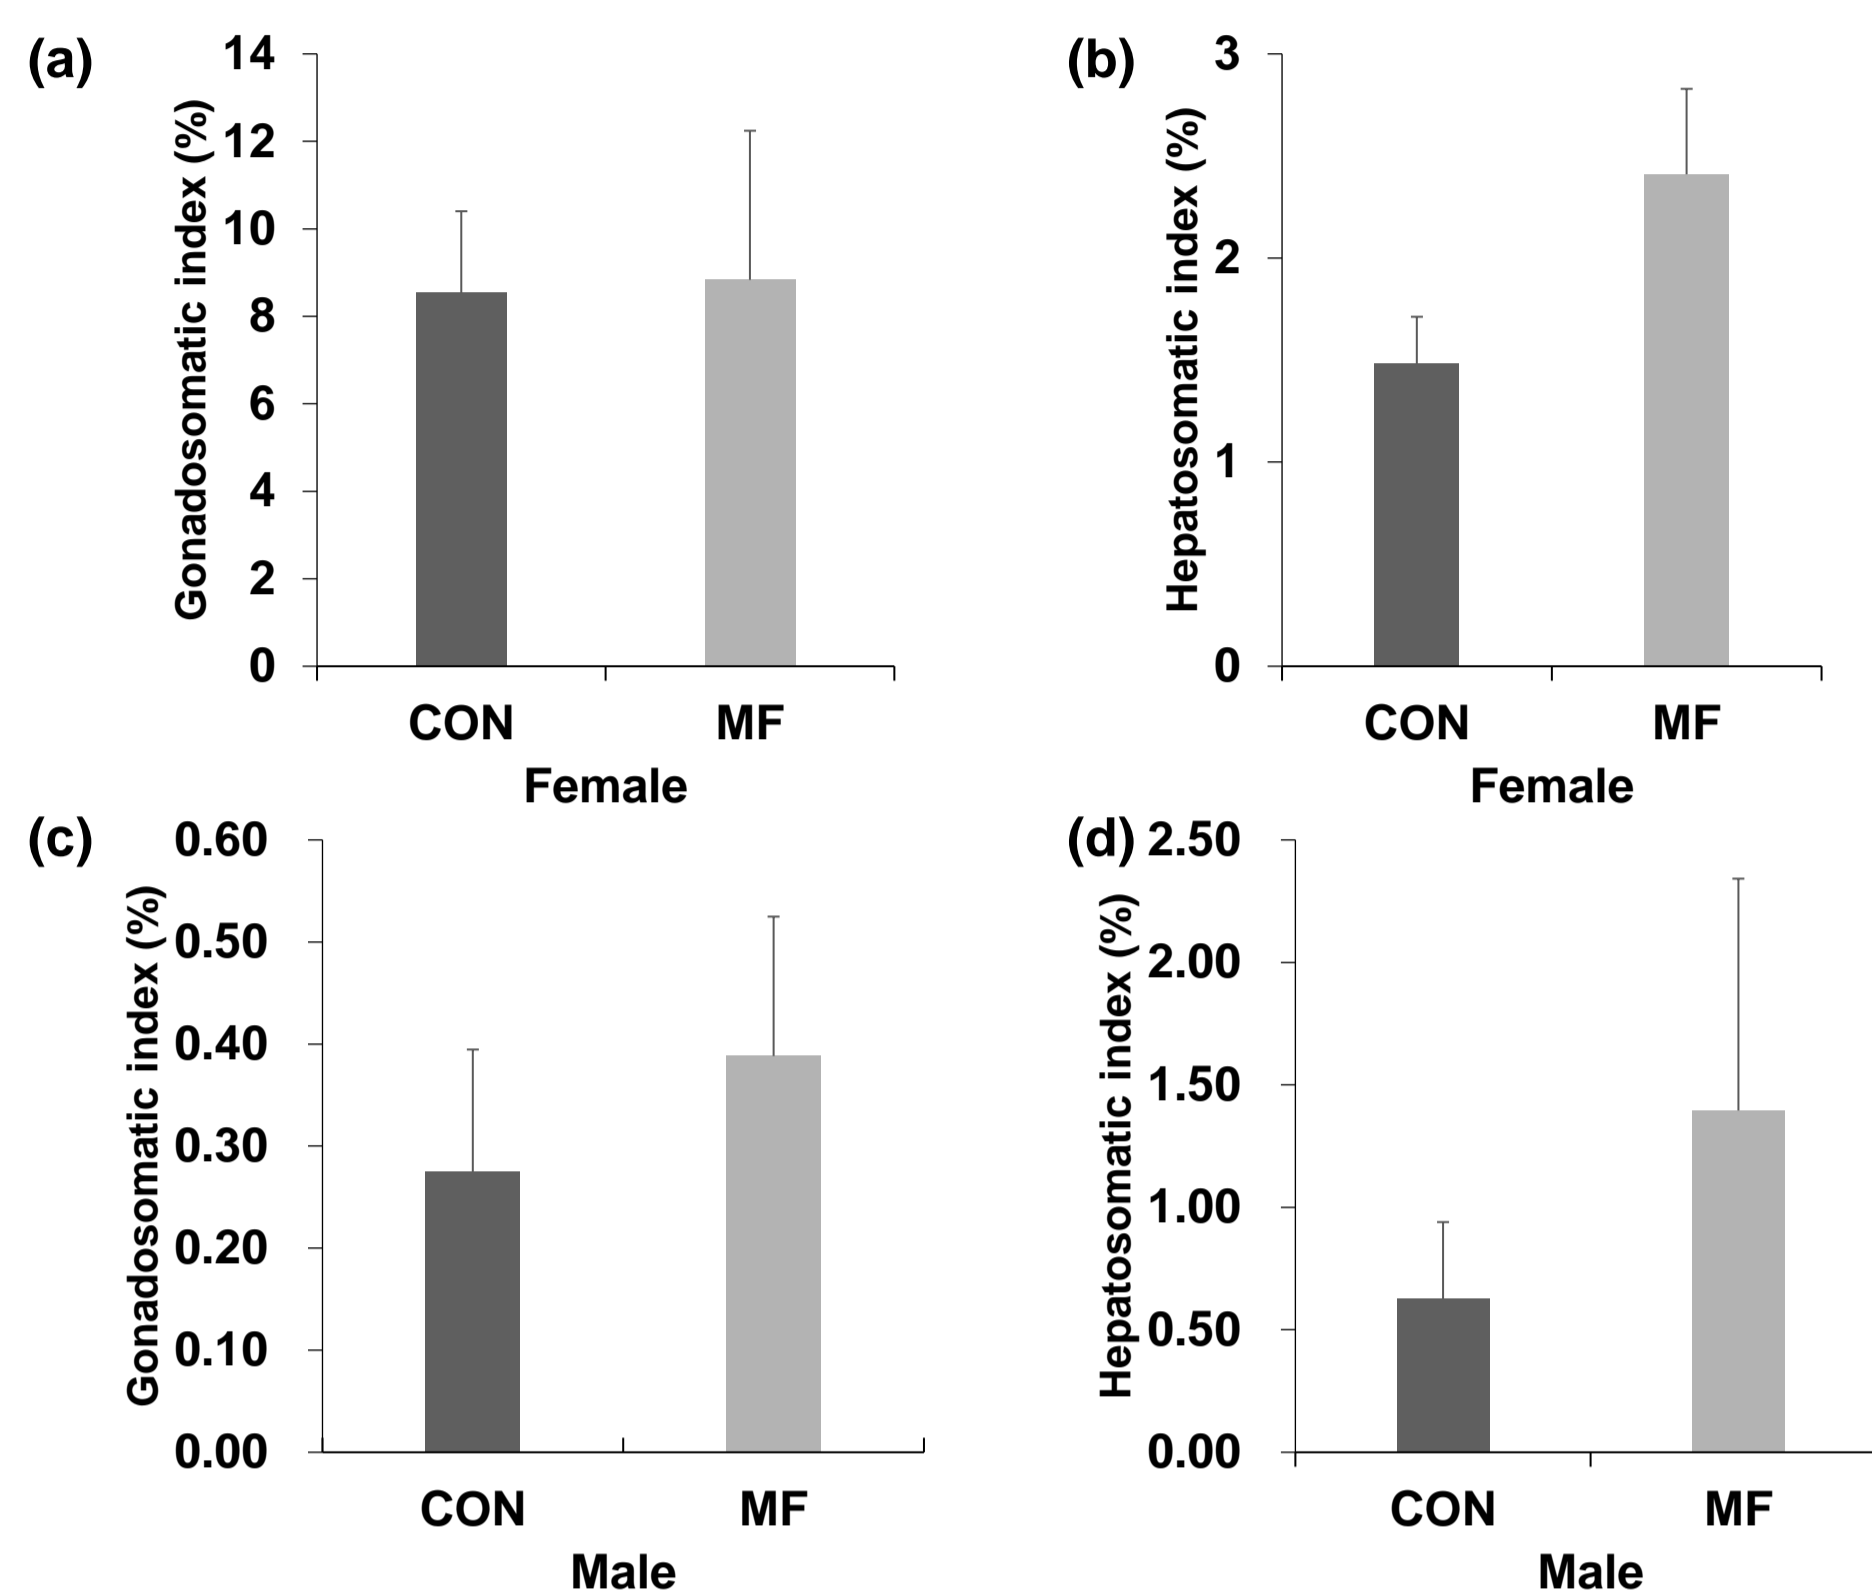 (a)
Gonadosomatic index (%)
14
12
10
8
6
4
2
0
CON MF
Female
(b)
Hepatosomatic index (%)
3
2
1
0
CON MF
Female
(c)
Gonadosomatic index (%)
0.60
0.50
0.40
0.30
0.20
0.10
0.00
CON MF
Male
(d)
Hepatosomatic index (%)
2.50
2.00
1.50
1.00
0.50
0.00
CON MF
Male